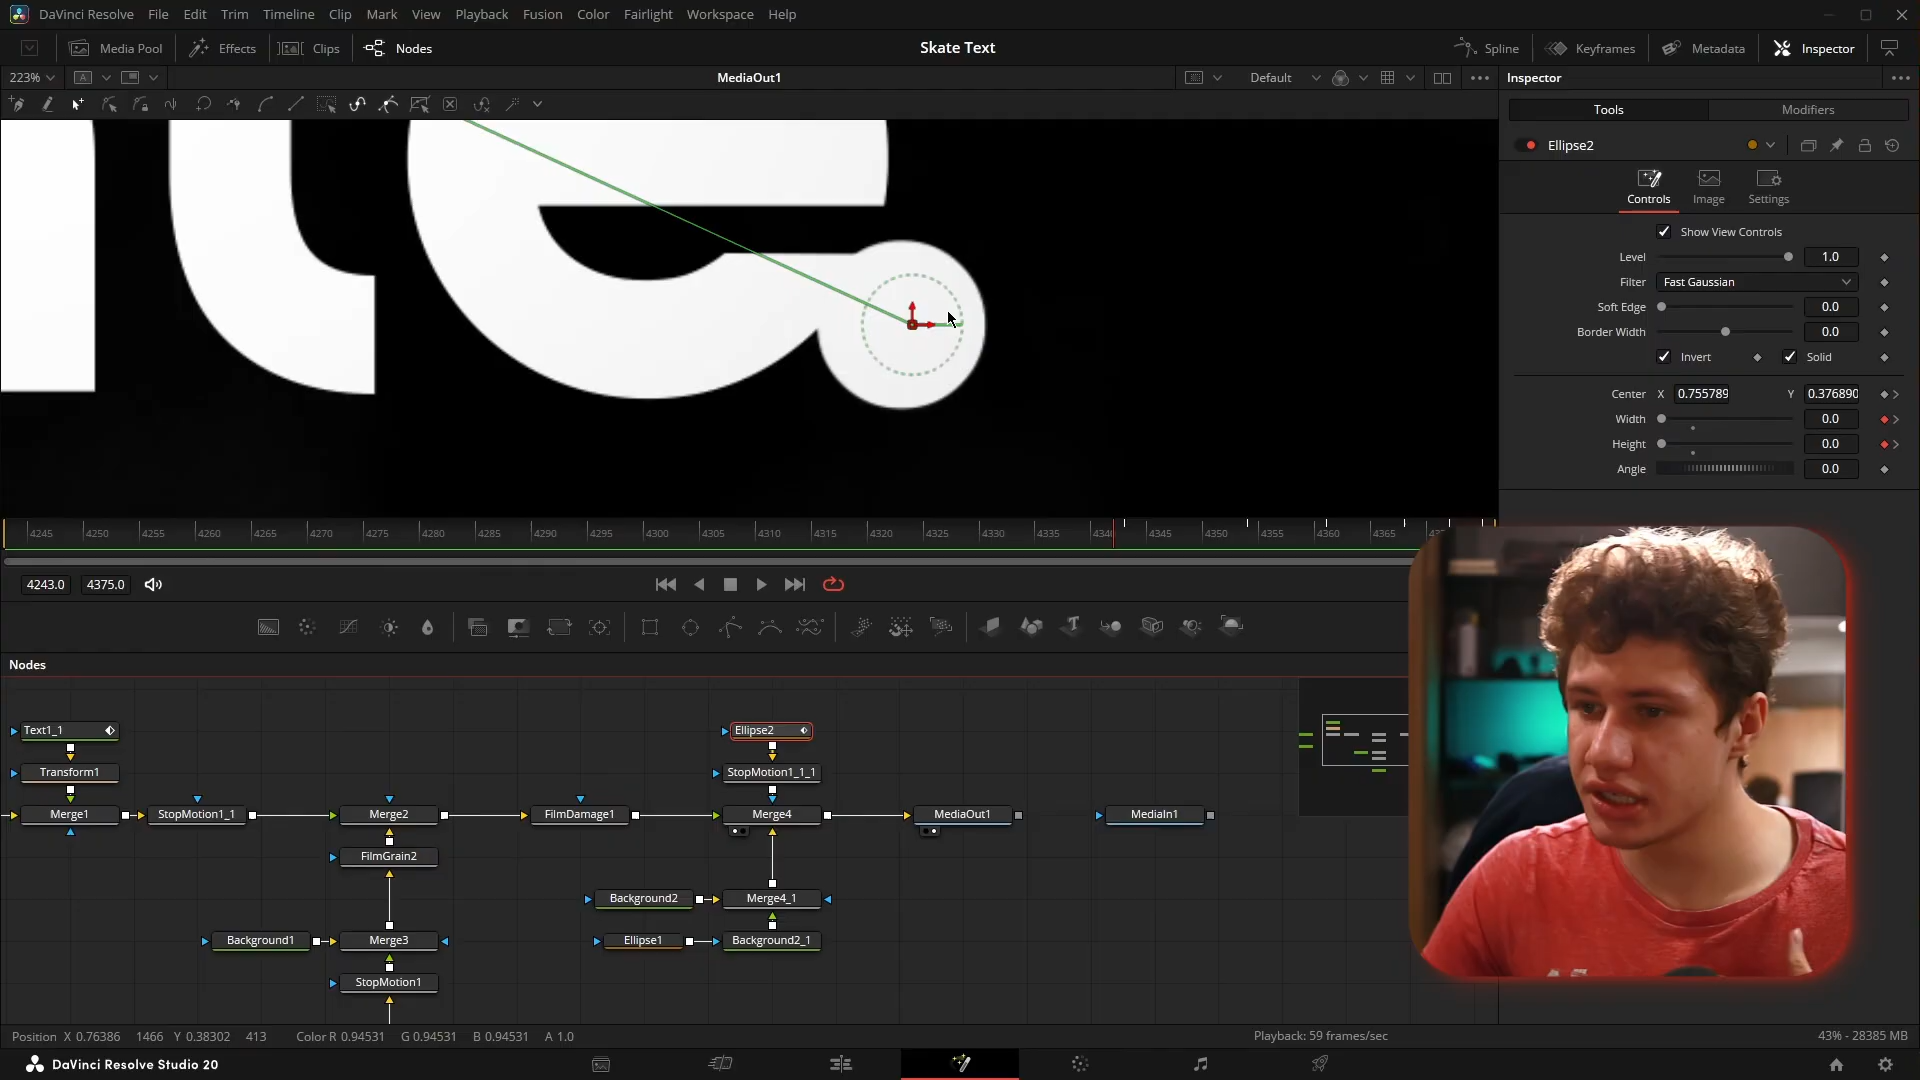 DaVinci Resolve File Edit Trim Timeline Clip Mark View Playback Fusion Color Fairlight Workspace Help
Media Pool Effects Clips Nodes Skate Text Spline Keyframes Metadata Inspector
223% A MediaOut1 Default Inspector
Tools Modifiers
Ellipse2
Controls Image Settings
Show View Controls
Level 1.0
Filter Fast Gaussian
Soft Edge 0.0
Border Width 0.0
Invert Solid
Center X 0.755789 Y 0.376890
Width 0.0
Height 0.0
Angle 0.0
te
4245 4250 4255 4260 4265 4270 4275 4280 4285 4290 4295 4300 4305 4310 4315 4320 4325 4330 4335 4340 4345 4350 4355 4360 4365
4243.0 4375.0
Nodes
Text1_1 Ellipse2
Transform1 StopMotion1_1_1
Merge1 StopMotion1_1 Merge2 FilmDamage1 Merge4 MediaOut1 MediaIn1
FilmGrain2
Background2 Merge4_1
Background1 Merge3 Ellipse1 Background2_1
StopMotion1
Position X 0.76386 1466 Y 0.38302 413 Color R 0.94531 G 0.94531 B 0.94531 A 1.0 Playback: 59 frames/sec 43% - 28385 MB
DaVinci Resolve Studio 20